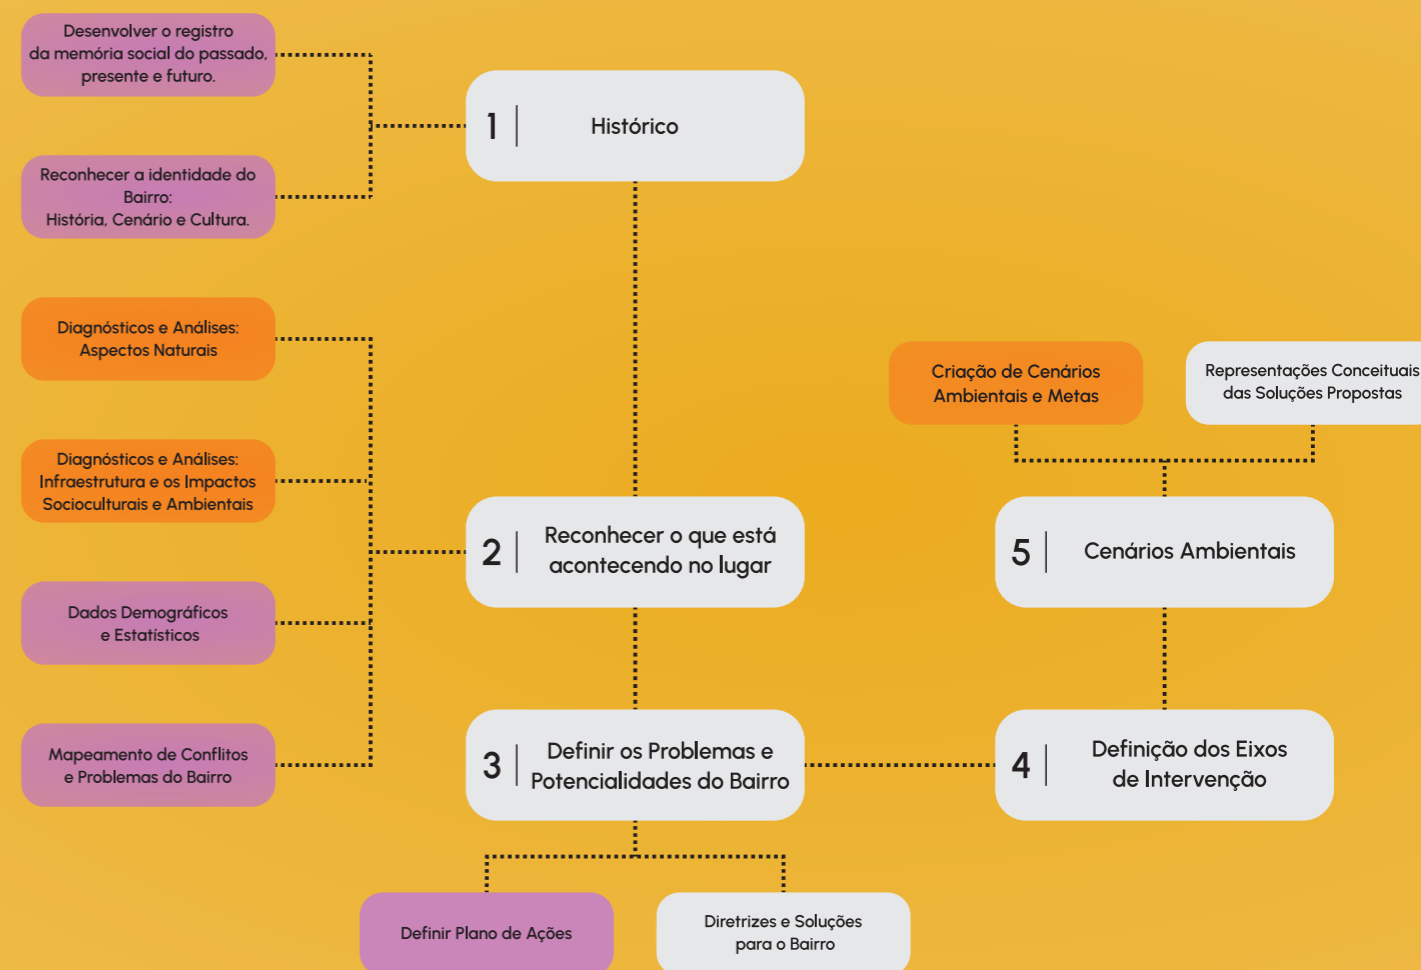 Desenvolver o registro
da memória social do passado,
presente e futuro.
1
Histórico
Reconhecer a identidade do
Bairro:
História, Cenário e Cultura.
Diagnósticos e Análises:
Aspectos Naturais
Diagnósticos e Análises:
Infraestrutura e os Impactos
Socioculturais e Ambientais
Dados Demográficos
e Estatísticos
Mapeamento de Conflitos
e Problemas do Bairro
2
Reconhecer o que está
acontecendo no lugar
3
Definir os Problemas e
Potencialidades do Bairro
Definir Plano de Ações
Diretrizes e Soluções
para o Bairro
4
Definição dos Eixos
de Intervenção
5
Cenários Ambientais
Criação de Cenários
Ambientais e Metas
Representações Conceituais
das Soluções Propostas